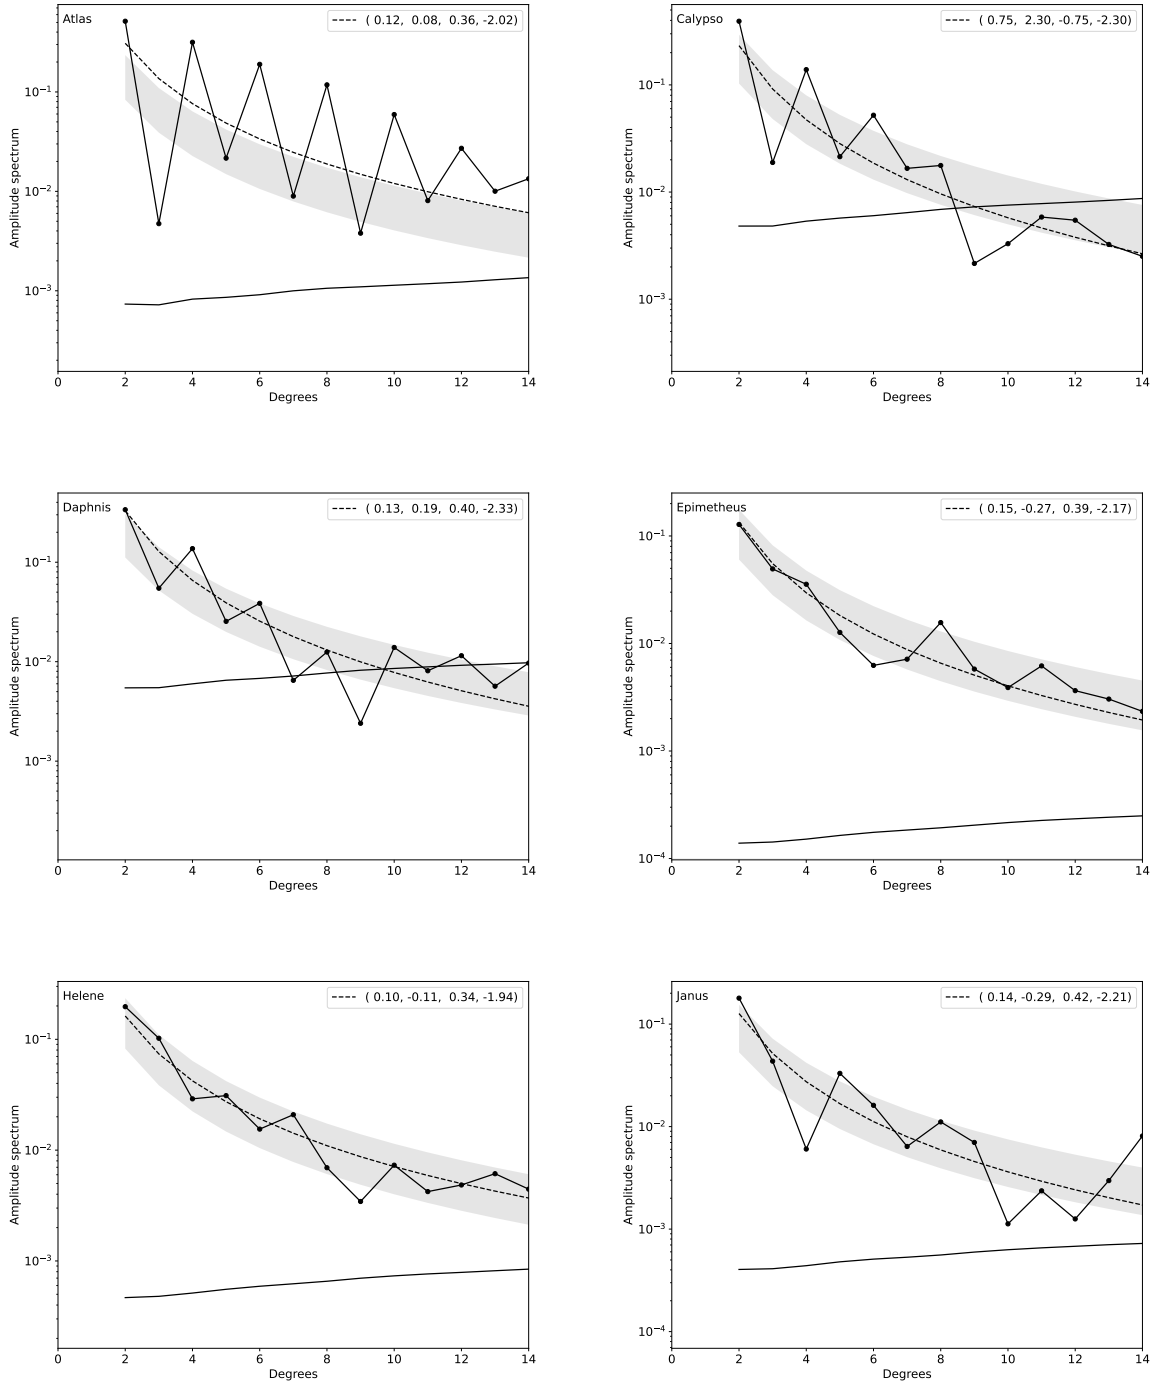 Atlas
( 0.12, 0.08, 0.36, -2.02)
Amplitude spectrum
10⁻¹
10⁻²
10⁻³
0 2 4 6 8 10 12 14
Degrees
Calypso
( 0.75, 2.30, -0.75, -2.30)
Amplitude spectrum
10⁻¹
10⁻²
10⁻³
0 2 4 6 8 10 12 14
Degrees
Daphnis
( 0.13, 0.19, 0.40, -2.33)
Amplitude spectrum
10⁻¹
10⁻²
10⁻³
0 2 4 6 8 10 12 14
Degrees
Epimetheus
( 0.15, -0.27, 0.39, -2.17)
Amplitude spectrum
10⁻¹
10⁻²
10⁻³
10⁻⁴
0 2 4 6 8 10 12 14
Degrees
Helene
( 0.10, -0.11, 0.34, -1.94)
Amplitude spectrum
10⁻¹
10⁻²
10⁻³
0 2 4 6 8 10 12 14
Degrees
Janus
( 0.14, -0.29, 0.42, -2.21)
Amplitude spectrum
10⁻¹
10⁻²
10⁻³
10⁻⁴
0 2 4 6 8 10 12 14
Degrees